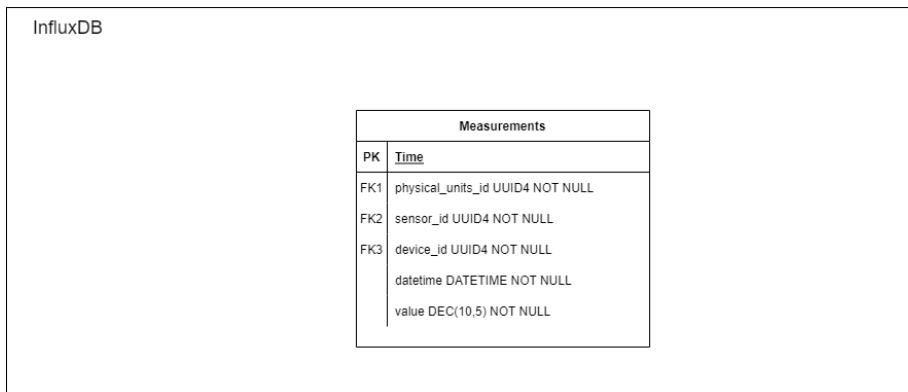 InfluxDB
Measurements
PK Time
FK1 physical_units_id UUID4 NOT NULL
FK2 sensor_id UUID4 NOT NULL
FK3 device_id UUID4 NOT NULL
datetime DATETIME NOT NULL
value DEC(10,5) NOT NULL